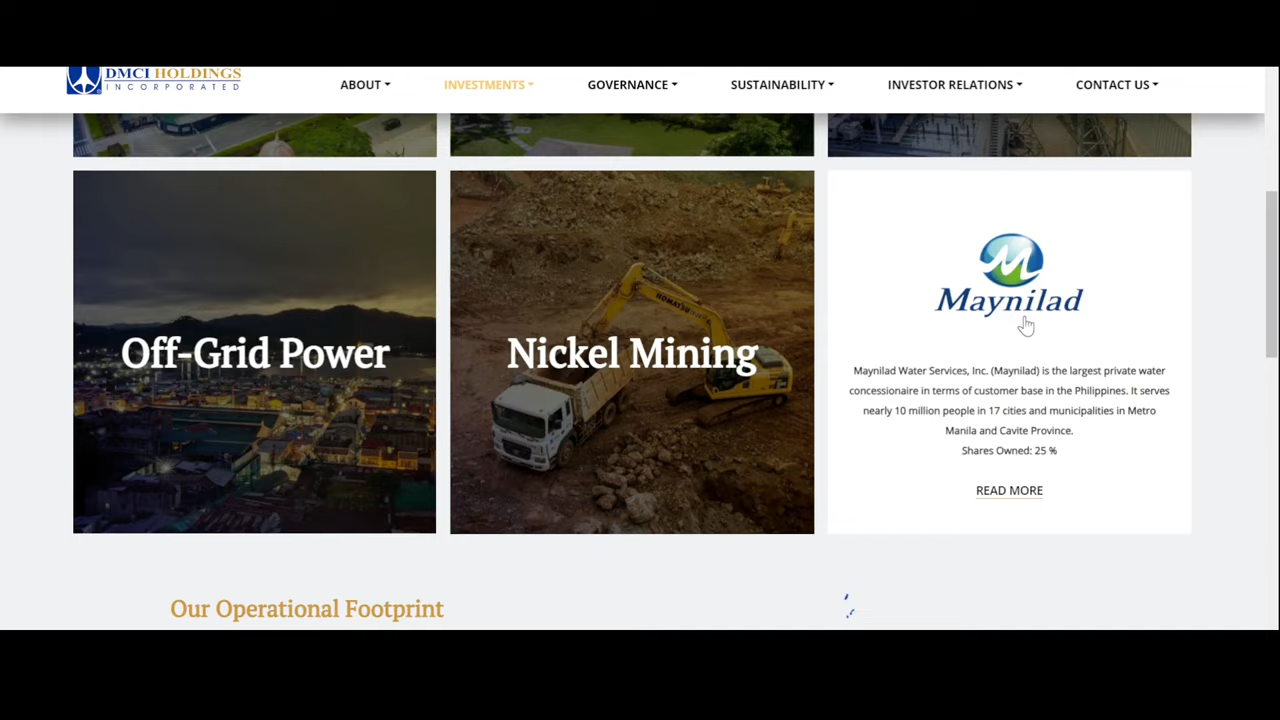 DMCI HOLDINGS
INCORPORATED
ABOUT
INVESTMENTS
GOVERNANCE
SUSTAINABILITY
INVESTOR RELATIONS
CONTACT US
Off-Grid Power
KOMATSU
Nickel Mining
Maynilad
Maynilad Water Services, Inc. (Maynilad) is the largest private water
concessionaire in terms of customer base in the Philippines. It serves
nearly 10 million people in 17 cities and municipalities in Metro
Manila and Cavite Province.
Shares Owned: 25 %
READ MORE
Our Operational Footprint